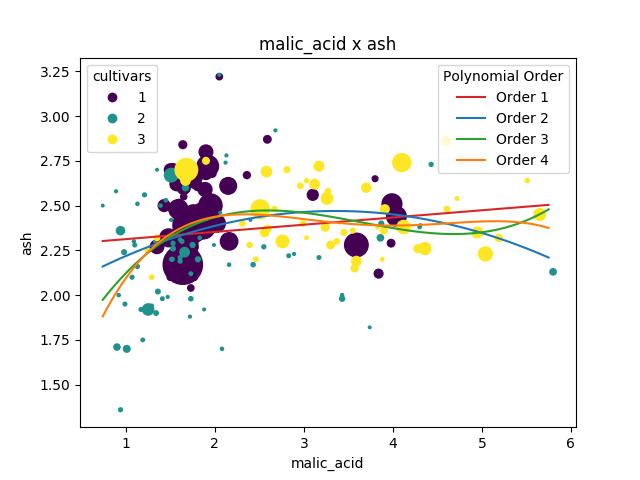 malic_acid x ash
cultivars
1
2
3
Polynomial Order
Order 1
Order 2
Order 3
Order 4
3.25
3.00
2.75
2.50
2.25
2.00
1.75
1.50
ash
1 2 3 4 5 6
malic_acid